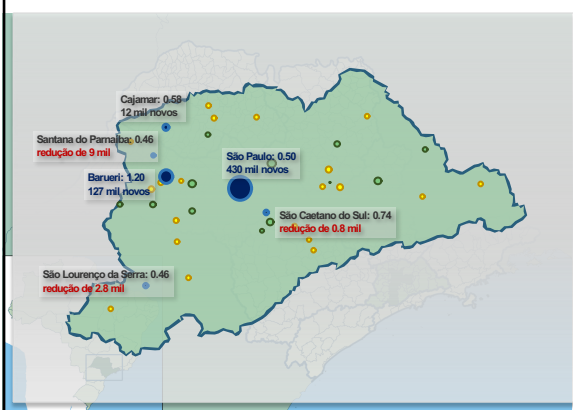 Cajamar: 0.58
12 mil novos
Santana do Parnaíba: 0.46
redução de 9 mil
São Paulo: 0.50
430 mil novos
Barueri: 1.20
127 mil novos
São Caetano do Sul: 0.74
redução de 0.8 mil
São Lourenço da Serra: 0.46
redução de 2.8 mil